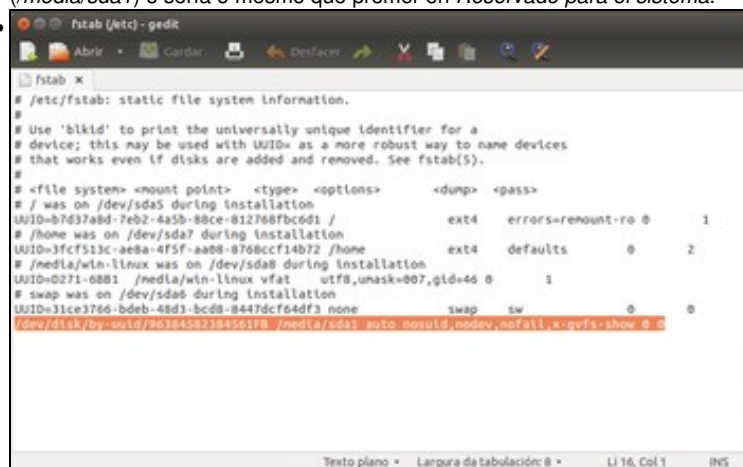 (/media/sda1) e sería o mesmo que premer en Reservado para el sistema.
fstab (/etc) - gedit
Abrir Gardar Desfacer
fstab x
# /etc/fstab: static file system information.
#
# Use 'blkid' to print the universally unique identifier for a
# device; this may be used with UUID= as a more robust way to name devices
# that works even if disks are added and removed. See fstab(5).
#
# <file system> <mount point> <type> <options> <dump> <pass>
# / was on /dev/sda5 during installation
UUID=b7d37a8d-7eb2-4a5b-88ce-812768fbc6d1 / ext4 errors=remount-ro 0 1
# /home was on /dev/sda7 during installation
UUID=3fcf513c-ae8a-4f5f-aa08-8768ccf14b72 /home ext4 defaults 0 2
# /media/win-linux was on /dev/sda8 during installation
UUID=0271-6881 /media/win-linux vfat utf8,umask=007,gid=46 0 1
# swap was on /dev/sda6 during installation
UUID=31ce3766-bdeb-48d3-bcd8-8447dcf64df3 none swap sw 0 0
/dev/disk/by-uuid/96384582384561F8 /media/sda1 auto nosuid,nodev,nofail,x-gvfs-show 0 0
Texto plano Largura da tabulación: 8 Li 16, Col 1 INS